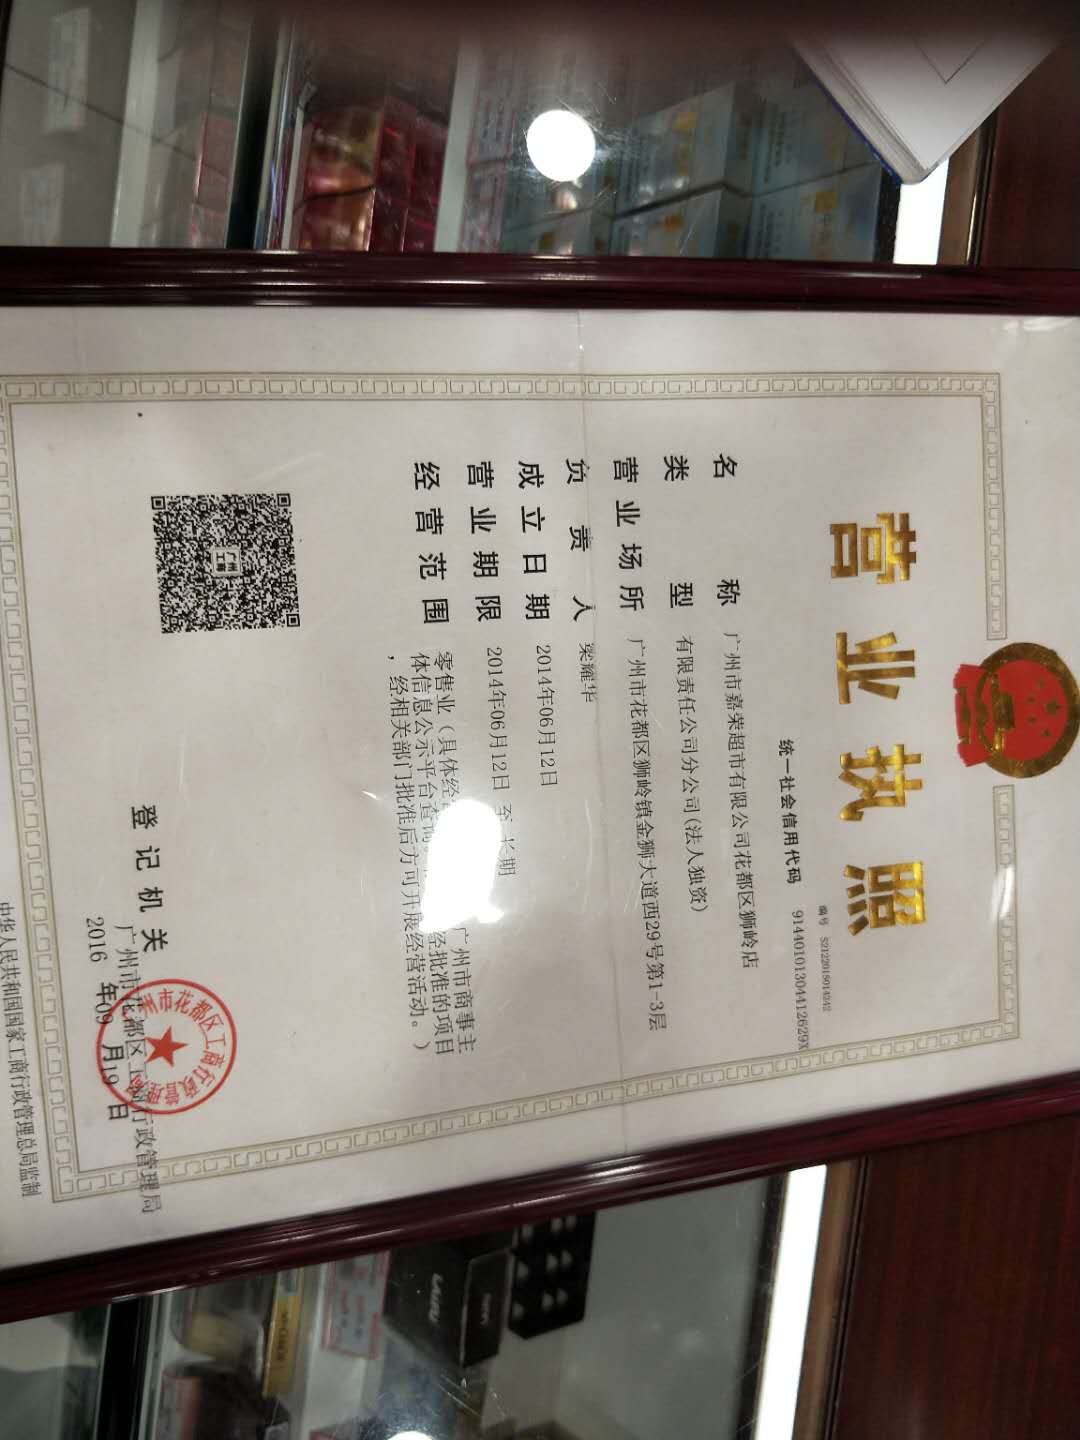 营业执照
编号 S2122015014942
统一社会信用代码 91440101304412629X
名称 广州市嘉荣超市有限公司花都区狮岭店
类型 有限责任公司分公司(法人独资)
营业场所 广州市花都区狮岭镇金狮大道西29号第1-3层
负责人 梁耀华
成立日期 2014年06月12日
营业期限 2014年06月12日 至 长期
经营范围 零售业（具体经 广州市商事主
体信息公示平台查询 经批准的项目
，经相关部门批准后方可开展经营活动。）
登记机关
广州市花都区工商行政管理局
2016 年09 月19 日
广州市花都区工商行政管理局
中华人民共和国国家工商行政管理总局监制